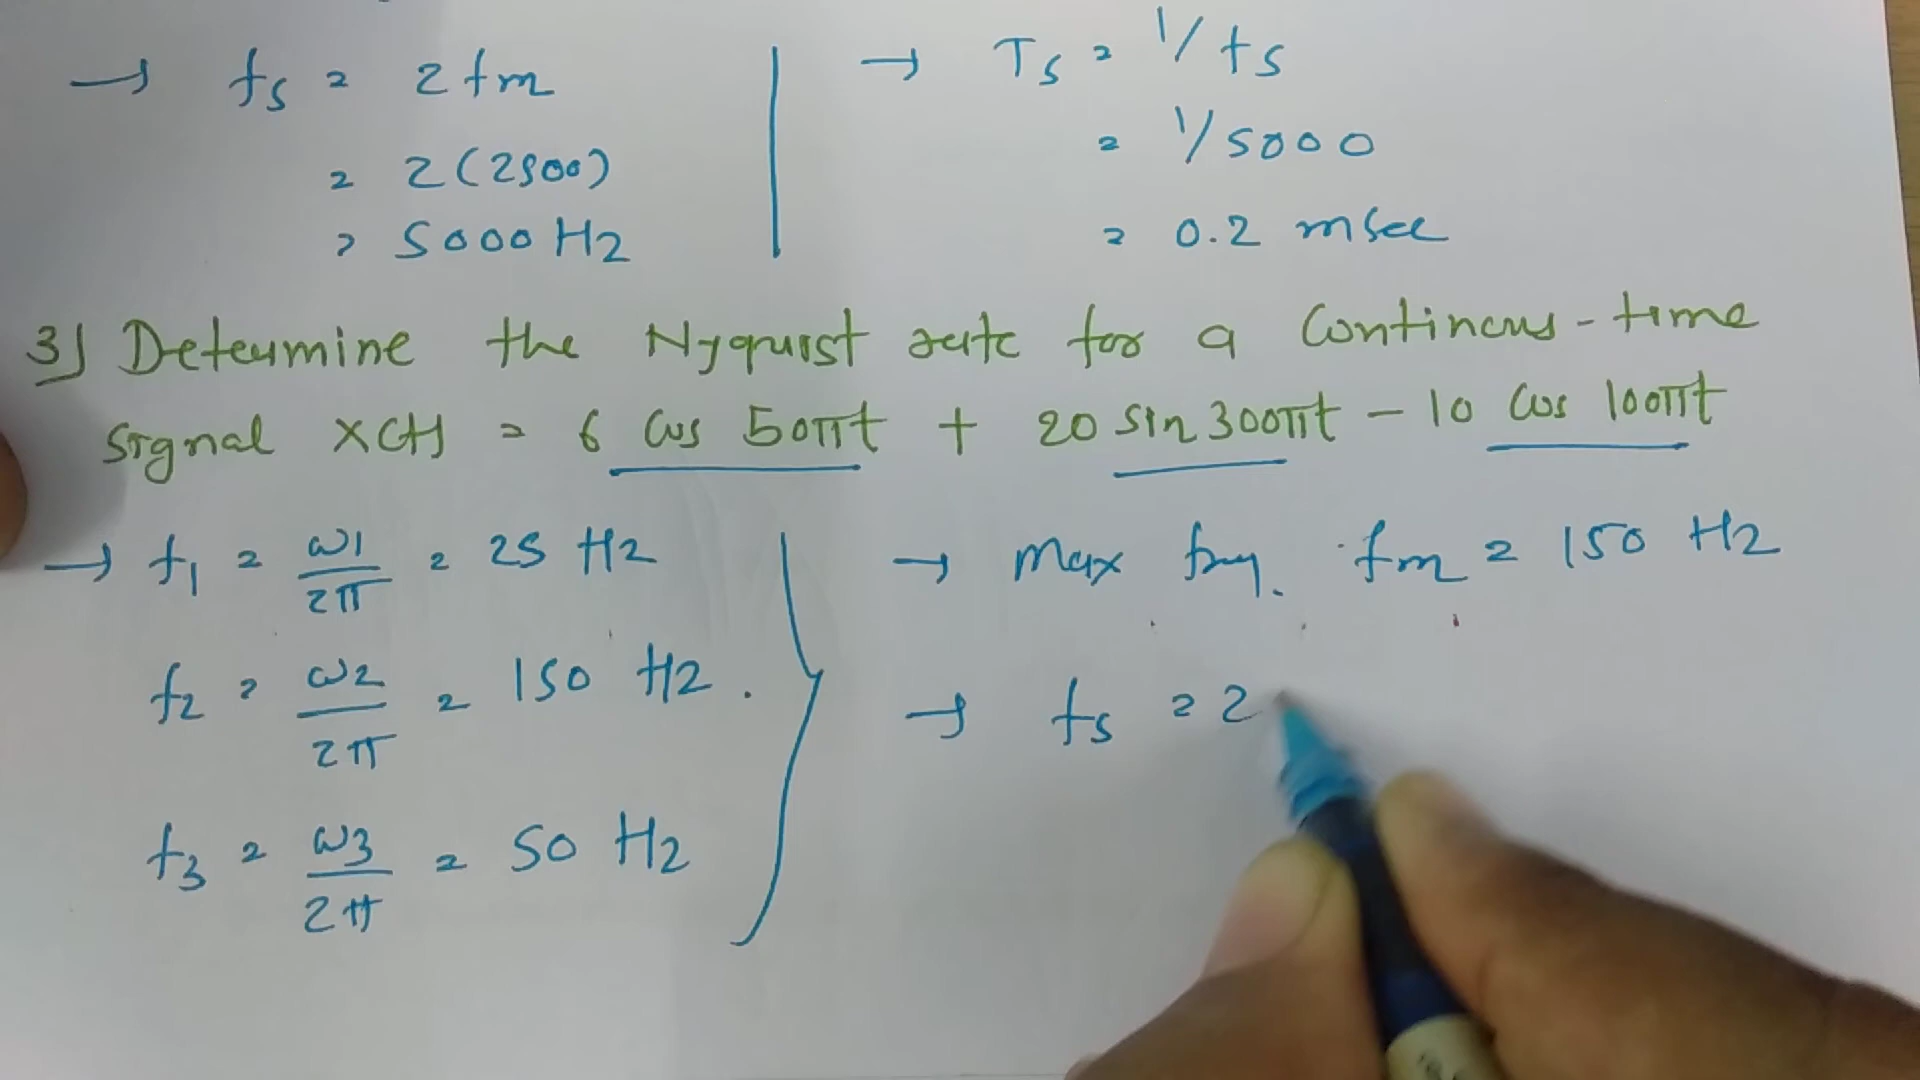 → fs = 2fm
= 2(2500)
= 5000 Hz
→ Ts = 1/fs
= 1/5000
= 0.2 msec
3) Determine the Nyquist rate for a Continous-time
signal x(t) = 6 cos 50πt + 20 sin 300πt - 10 cos 100πt
→ f1 = ω1/2π = 25 Hz
f2 = ω2/2π = 150 Hz.
f3 = ω3/2π = 50 Hz
→ Max freq. fm = 150 Hz
→ fs = 2